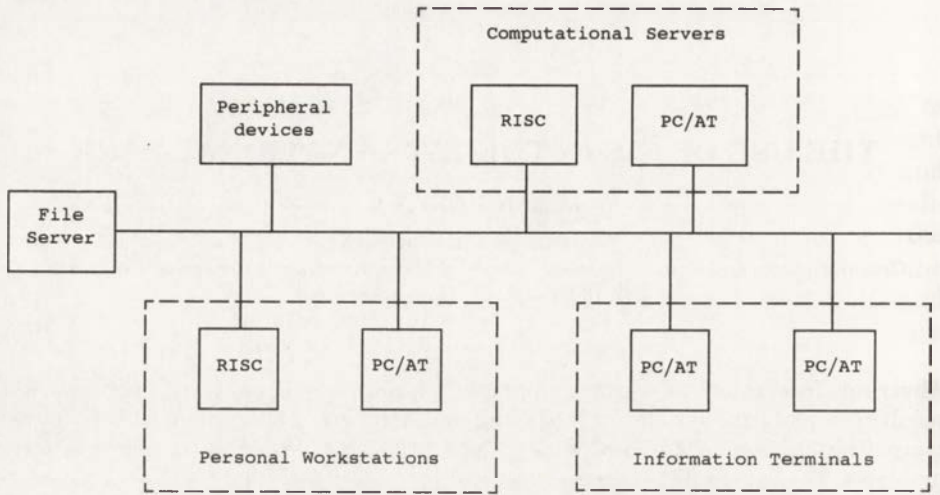 Computational Servers
Peripheral
devices
RISC
PC/AT
File
Server
RISC
PC/AT
PC/AT
PC/AT
Personal Workstations
Information Terminals